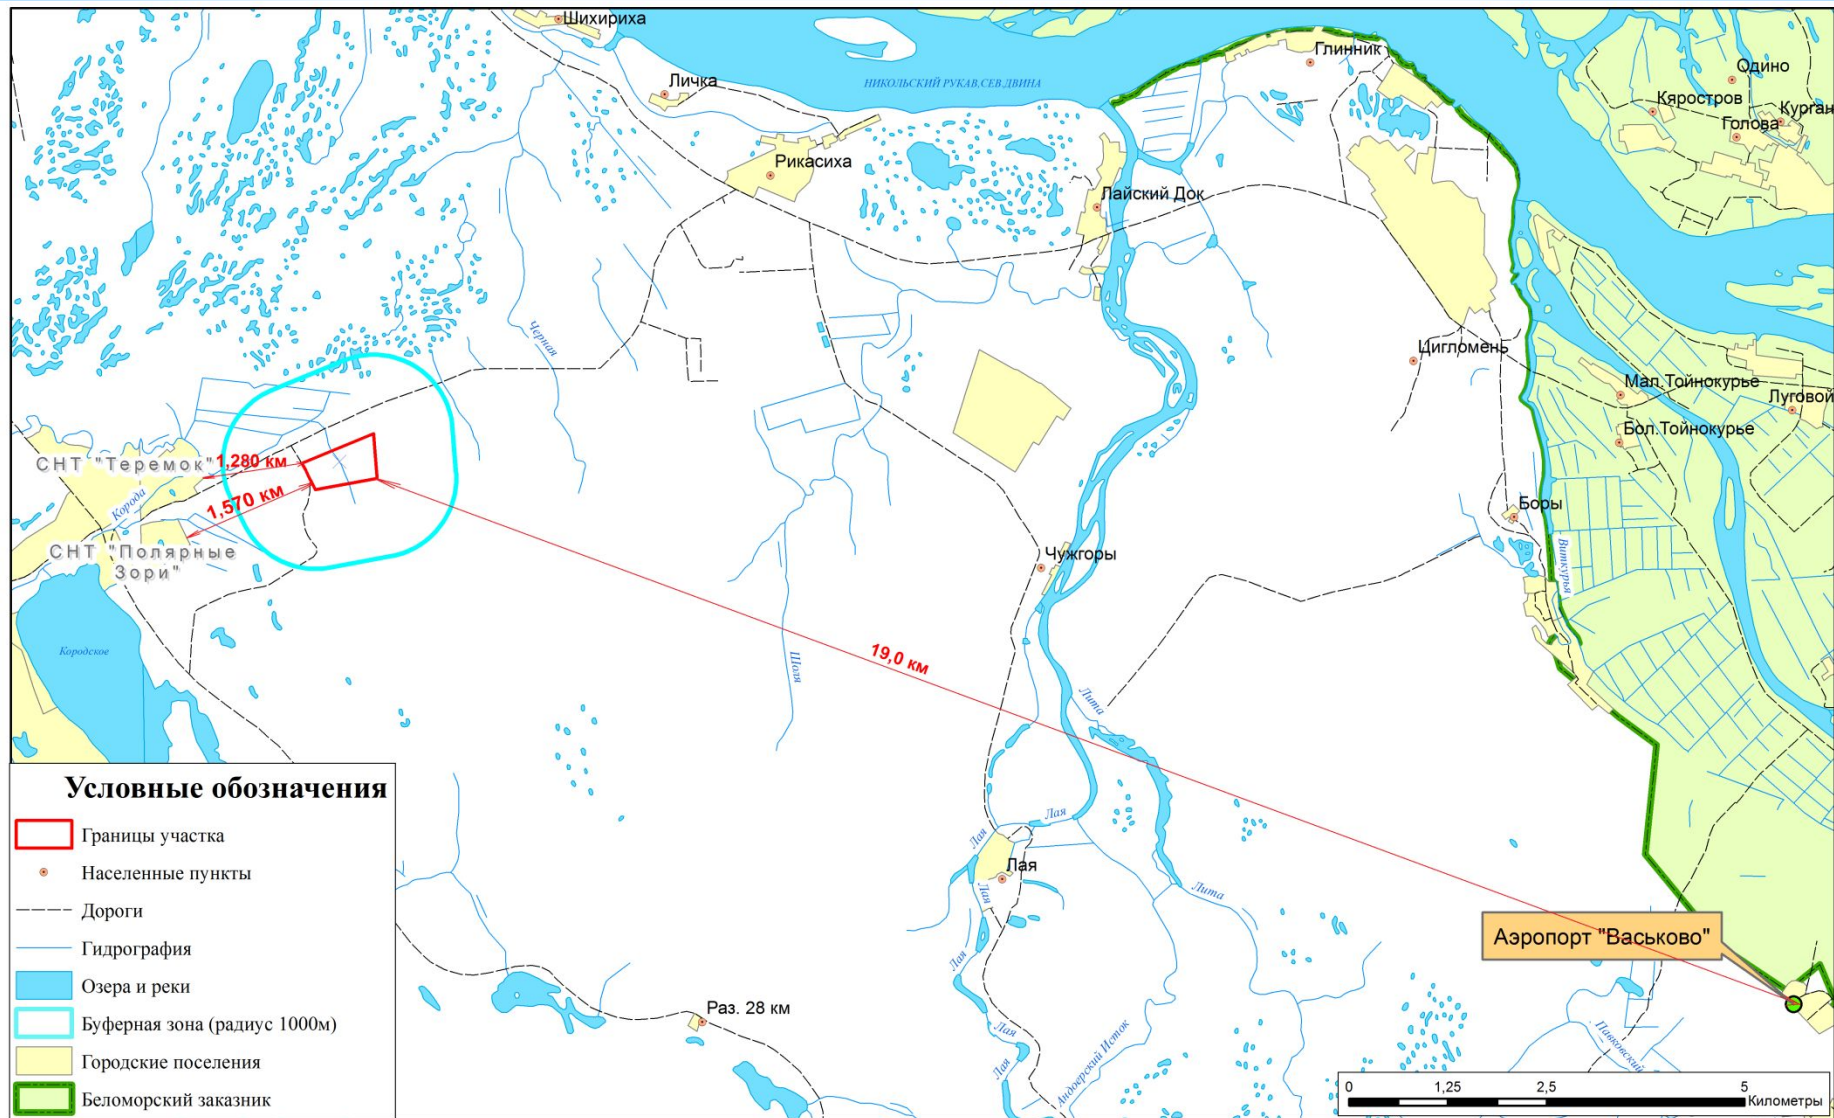 Шихириха
Личка
НИКОЛЬСКИЙ РУКАВ.СЕВ.ДВИНА
Глинник
Одино
Кяростров
Курган
Голова
Рикасиха
Лайский Док
Черная
Цигломень
Мал.Тойнокурье
Луговой
Бол.Тойнокурье
СНТ "Теремок"
1,280 км
1,570 км
Корода
СНТ "Полярные
Зори"
Боры
Виткурья
Чужгоры
Кородское
Шоля
19,0 км
Лита
Лая
Лая
Лая
Лая
Лита
Аэропорт "Васьково"
Лая
Раз. 28 км
Лая
Лая
Андоерский Исток
Павковский
Условные обозначения
Границы участка
Населенные пункты
Дороги
Гидрография
Озера и реки
Буферная зона (радиус 1000м)
Городские поселения
Беломорский заказник
0 1,25 2,5 5
Километры